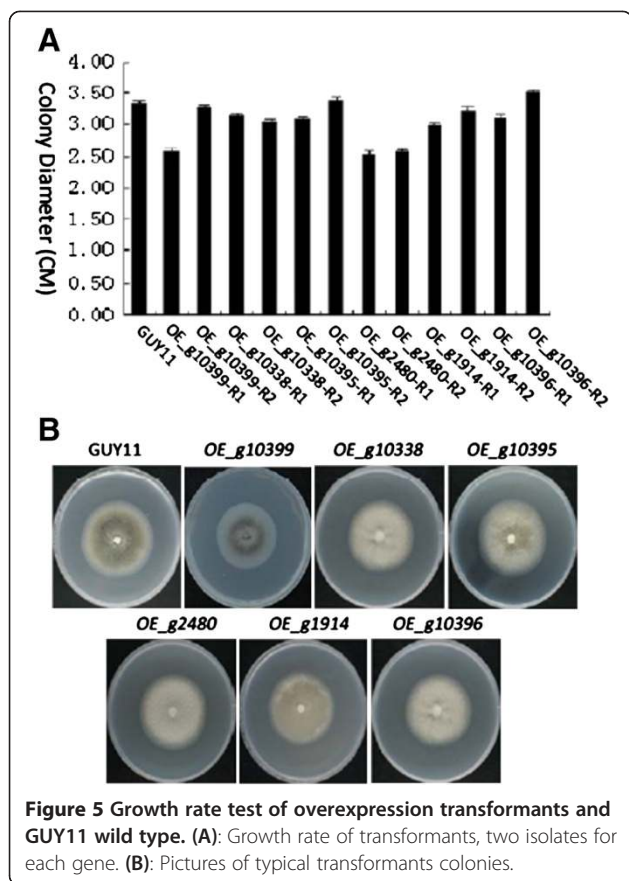 A
4.00
3.50
3.00
2.50
2.00
1.50
1.00
0.50
0.00
Colony Diameter (CM)
GUY11
OE_g10399-R1
OE_g10399-R2
OE_g10338-R1
OE_g10338-R2
OE_g10395-R1
OE_g10395-R2
OE_g2480-R1
OE_g2480-R2
OE_g1914-R1
OE_g1914-R2
OE_g10396-R1
OE_g10396-R2
B
GUY11 OE_g10399 OE_g10338 OE_g10395
OE_g2480 OE_g1914 OE_g10396
Figure 5 Growth rate test of overexpression transformants and
GUY11 wild type. (A): Growth rate of transformants, two isolates for
each gene. (B): Pictures of typical transformants colonies.